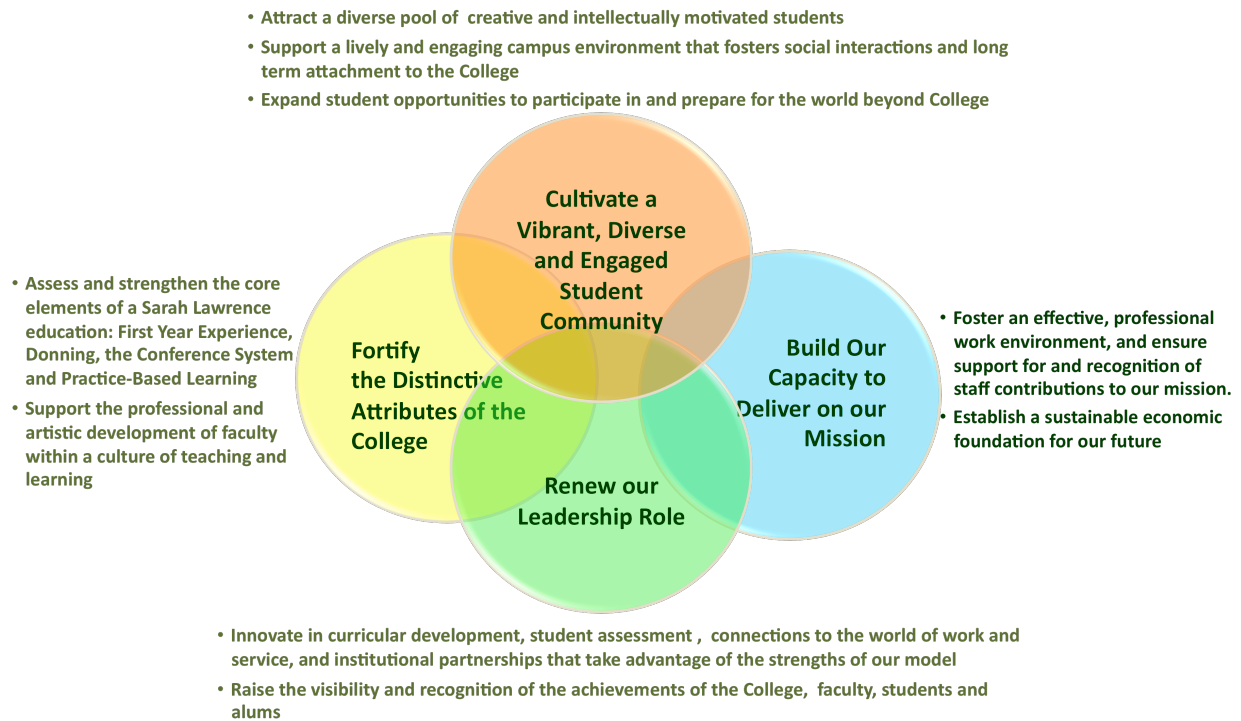 • Attract a diverse pool of  creative and intellectually motivated students
• Support a lively and engaging campus environment that fosters social interactions and long
term attachment to the College
• Expand student opportunities to participate in and prepare for the world beyond College
Cultivate a
Vibrant, Diverse
and Engaged
Student
Community
• Assess and strengthen the core
elements of a Sarah Lawrence
education: First Year Experience,
Donning, the Conference System
and Practice-Based Learning
• Support the professional and
artistic development of faculty
within a culture of teaching and
learning
Fortify
the Distinctive
Attributes of the
College
Build Our
Capacity to
Deliver on our
Mission
• Foster an effective, professional
work environment, and ensure
support for and recognition of
staff contributions to our mission.
• Establish a sustainable economic
foundation for our future
Renew our
Leadership Role
• Innovate in curricular development, student assessment ,  connections to the world of work and
service, and institutional partnerships that take advantage of the strengths of our model
• Raise the visibility and recognition of the achievements of the College,  faculty, students and
alums